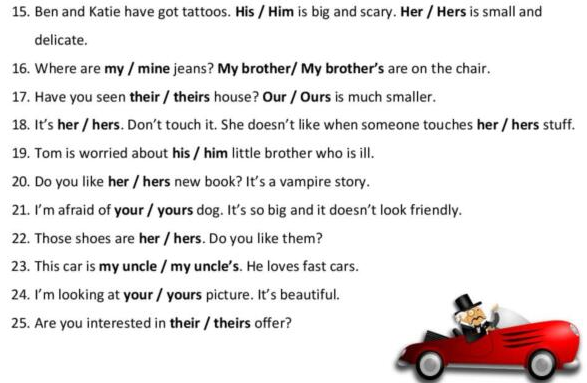 15. Ben and Katie have got tattoos. His / Him is big and scary. Her / Hers is small and
delicate.
16. Where are my / mine jeans? My brother/ My brother's are on the chair.
17. Have you seen their / theirs house? Our / Ours is much smaller.
18. It's her / hers. Don't touch it. She doesn't like when someone touches her / hers stuff.
19. Tom is worried about his / him little brother who is ill.
20. Do you like her / hers new book? It's a vampire story.
21. I'm afraid of your / yours dog. It's so big and it doesn't look friendly.
22. Those shoes are her / hers. Do you like them?
23. This car is my uncle / my uncle's. He loves fast cars.
24. I'm looking at your / yours picture. It's beautiful.
25. Are you interested in their / theirs offer?